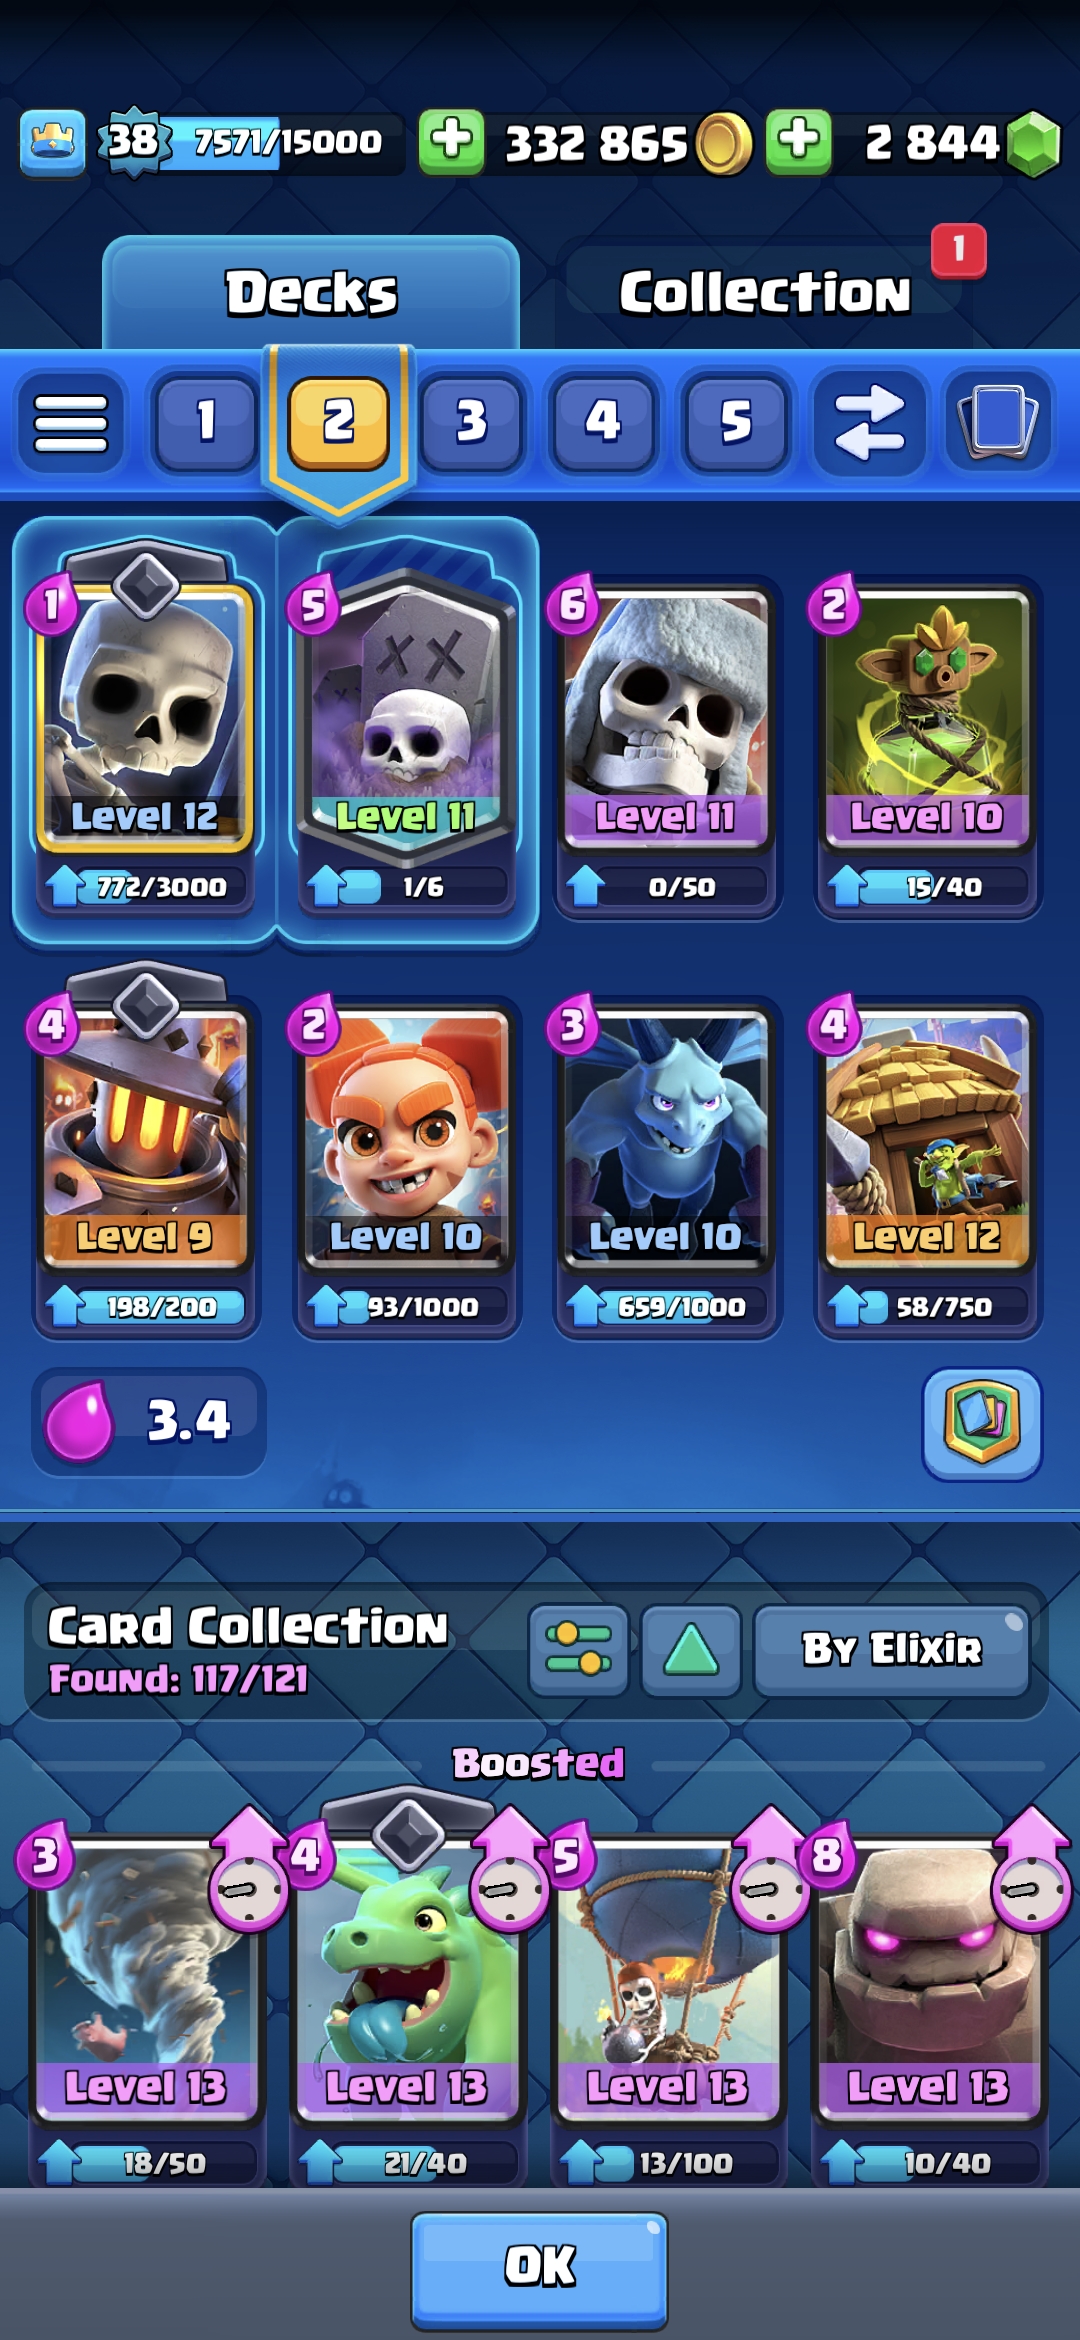 38 7571/15000 332 865 2 844
Decks Collection 1
1 2 3 4 5
1 5 6 2
Level 12 Level 11 Level 11 Level 10
772/3000 1/6 0/50 15/40
4 2 3 4
Level 9 Level 10 Level 10 Level 12
198/200 93/1000 659/1000 58/750
3.4
Card Collection
Found: 117/121
By Elixir
Boosted
3 4 5 8
Level 13 Level 13 Level 13 Level 13
18/50 21/40 13/100 10/40
OK